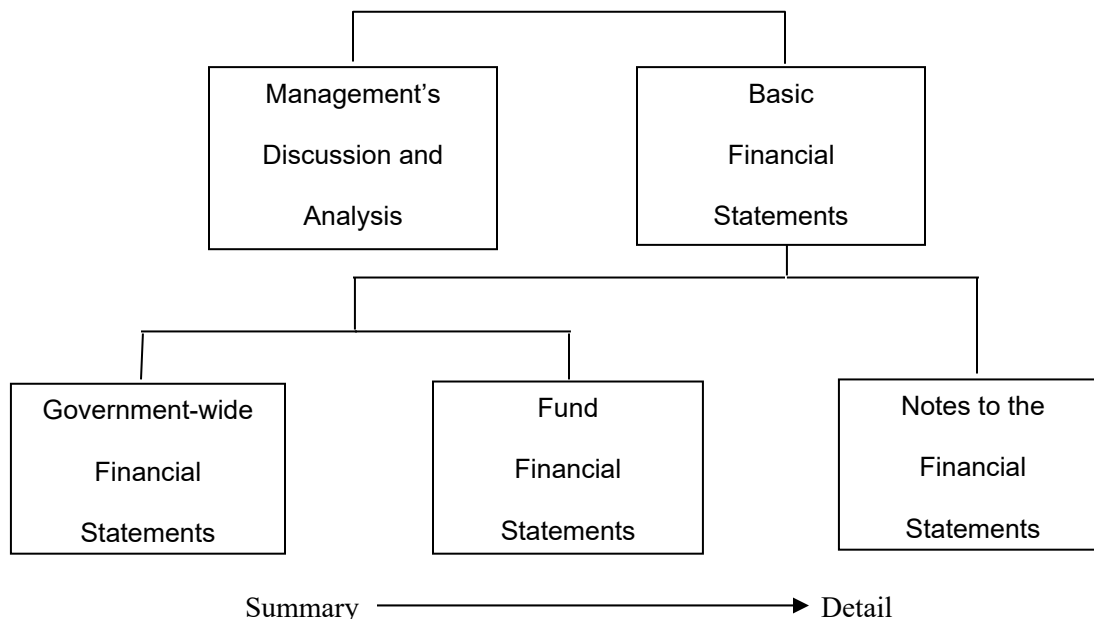 Management’s
Discussion and
Analysis
Basic
Financial
Statements
Government-wide
Financial
Statements
Fund
Financial
Statements
Notes to the
Financial
Statements
Summary
Detail